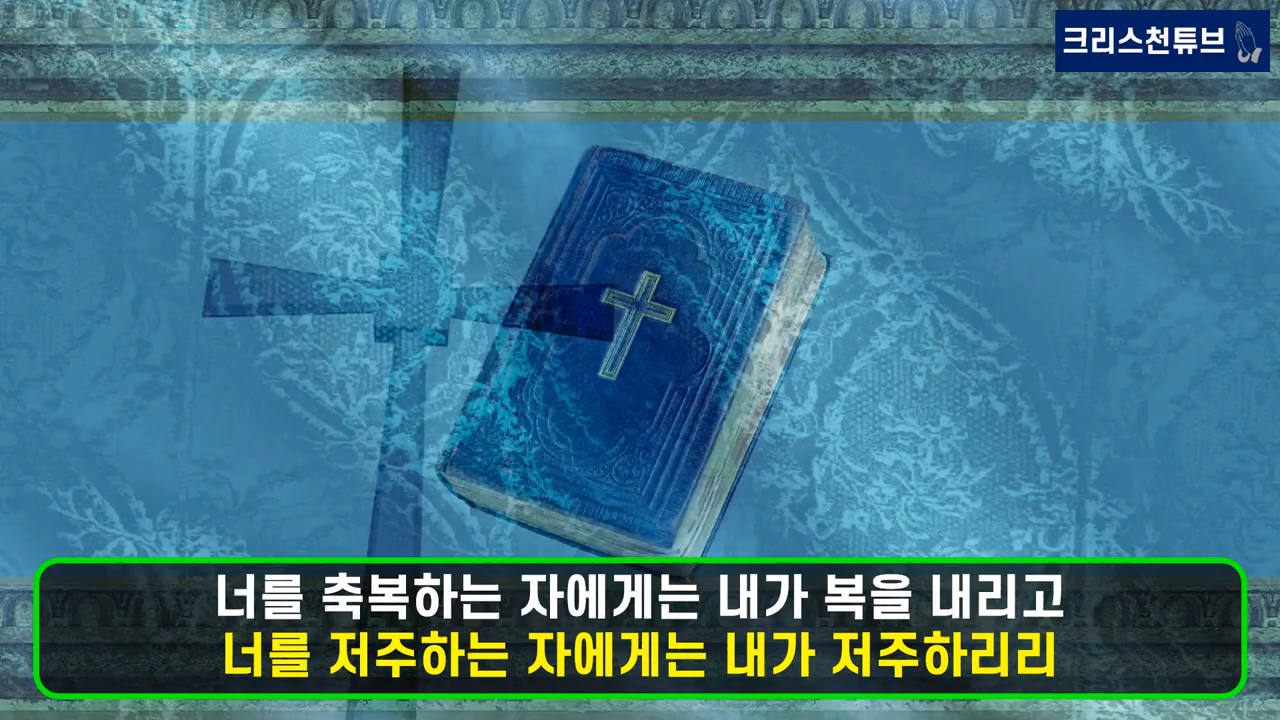 크리스천튜브
너를 축복하는 자에게는 내가 복을 내리고
너를 저주하는 자에게는 내가 저주하리리